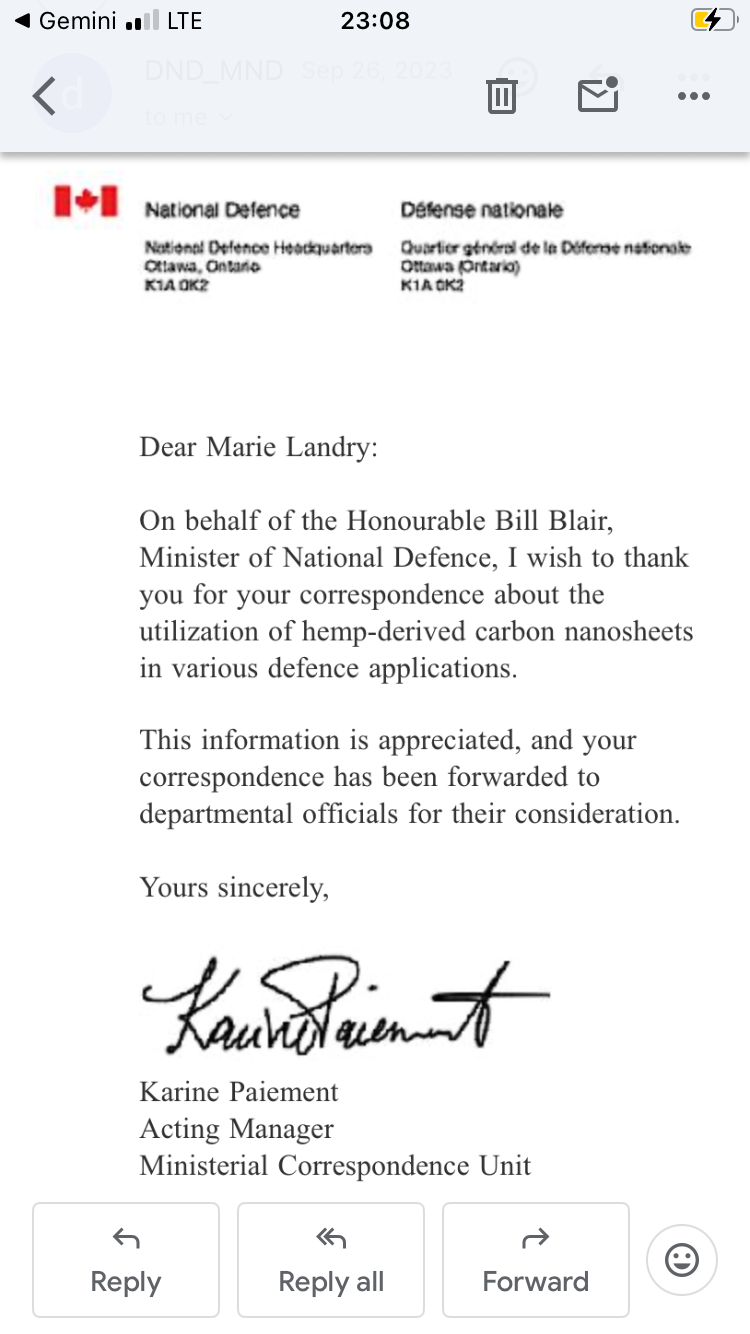 ◀ Gemini LTE 23:08
DND_MND Sep 26, 2023
d
to me
National Defence Défense nationale
National Defence Headquarters Quartier général de la Défense nationale
Ottawa, Ontario Ottawa (Ontario)
K1A 0K2 K1A 0K2
Dear Marie Landry:
On behalf of the Honourable Bill Blair,
Minister of National Defence, I wish to thank
you for your correspondence about the
utilization of hemp-derived carbon nanosheets
in various defence applications.
This information is appreciated, and your
correspondence has been forwarded to
departmental officials for their consideration.
Yours sincerely,
Karine Paiement
Karine Paiement
Acting Manager
Ministerial Correspondence Unit
Reply Reply all Forward